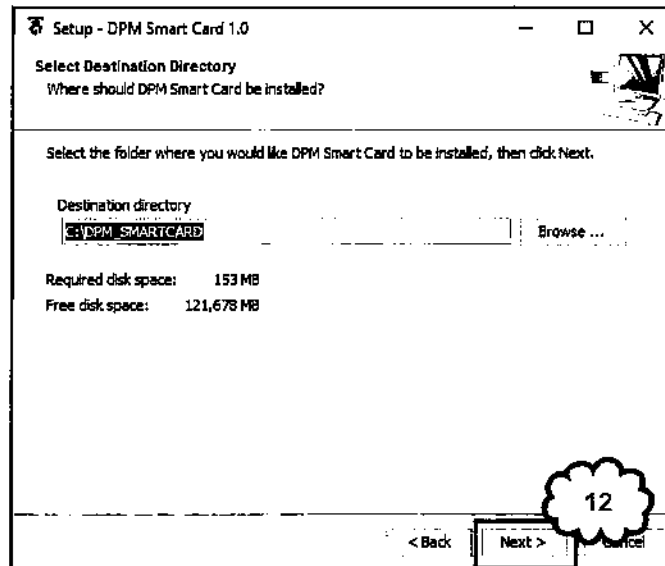 Setup - DPM Smart Card 1.0
Select Destination Directory
Where should DPM Smart Card be installed?
Select the folder where you would like DPM Smart Card to be installed, then click Next.
Destination directory
C:\DPM_SMARTCARD
Browse ...
Required disk space: 153 MB
Free disk space: 121,678 MB
12
< Back
Next >
Cancel